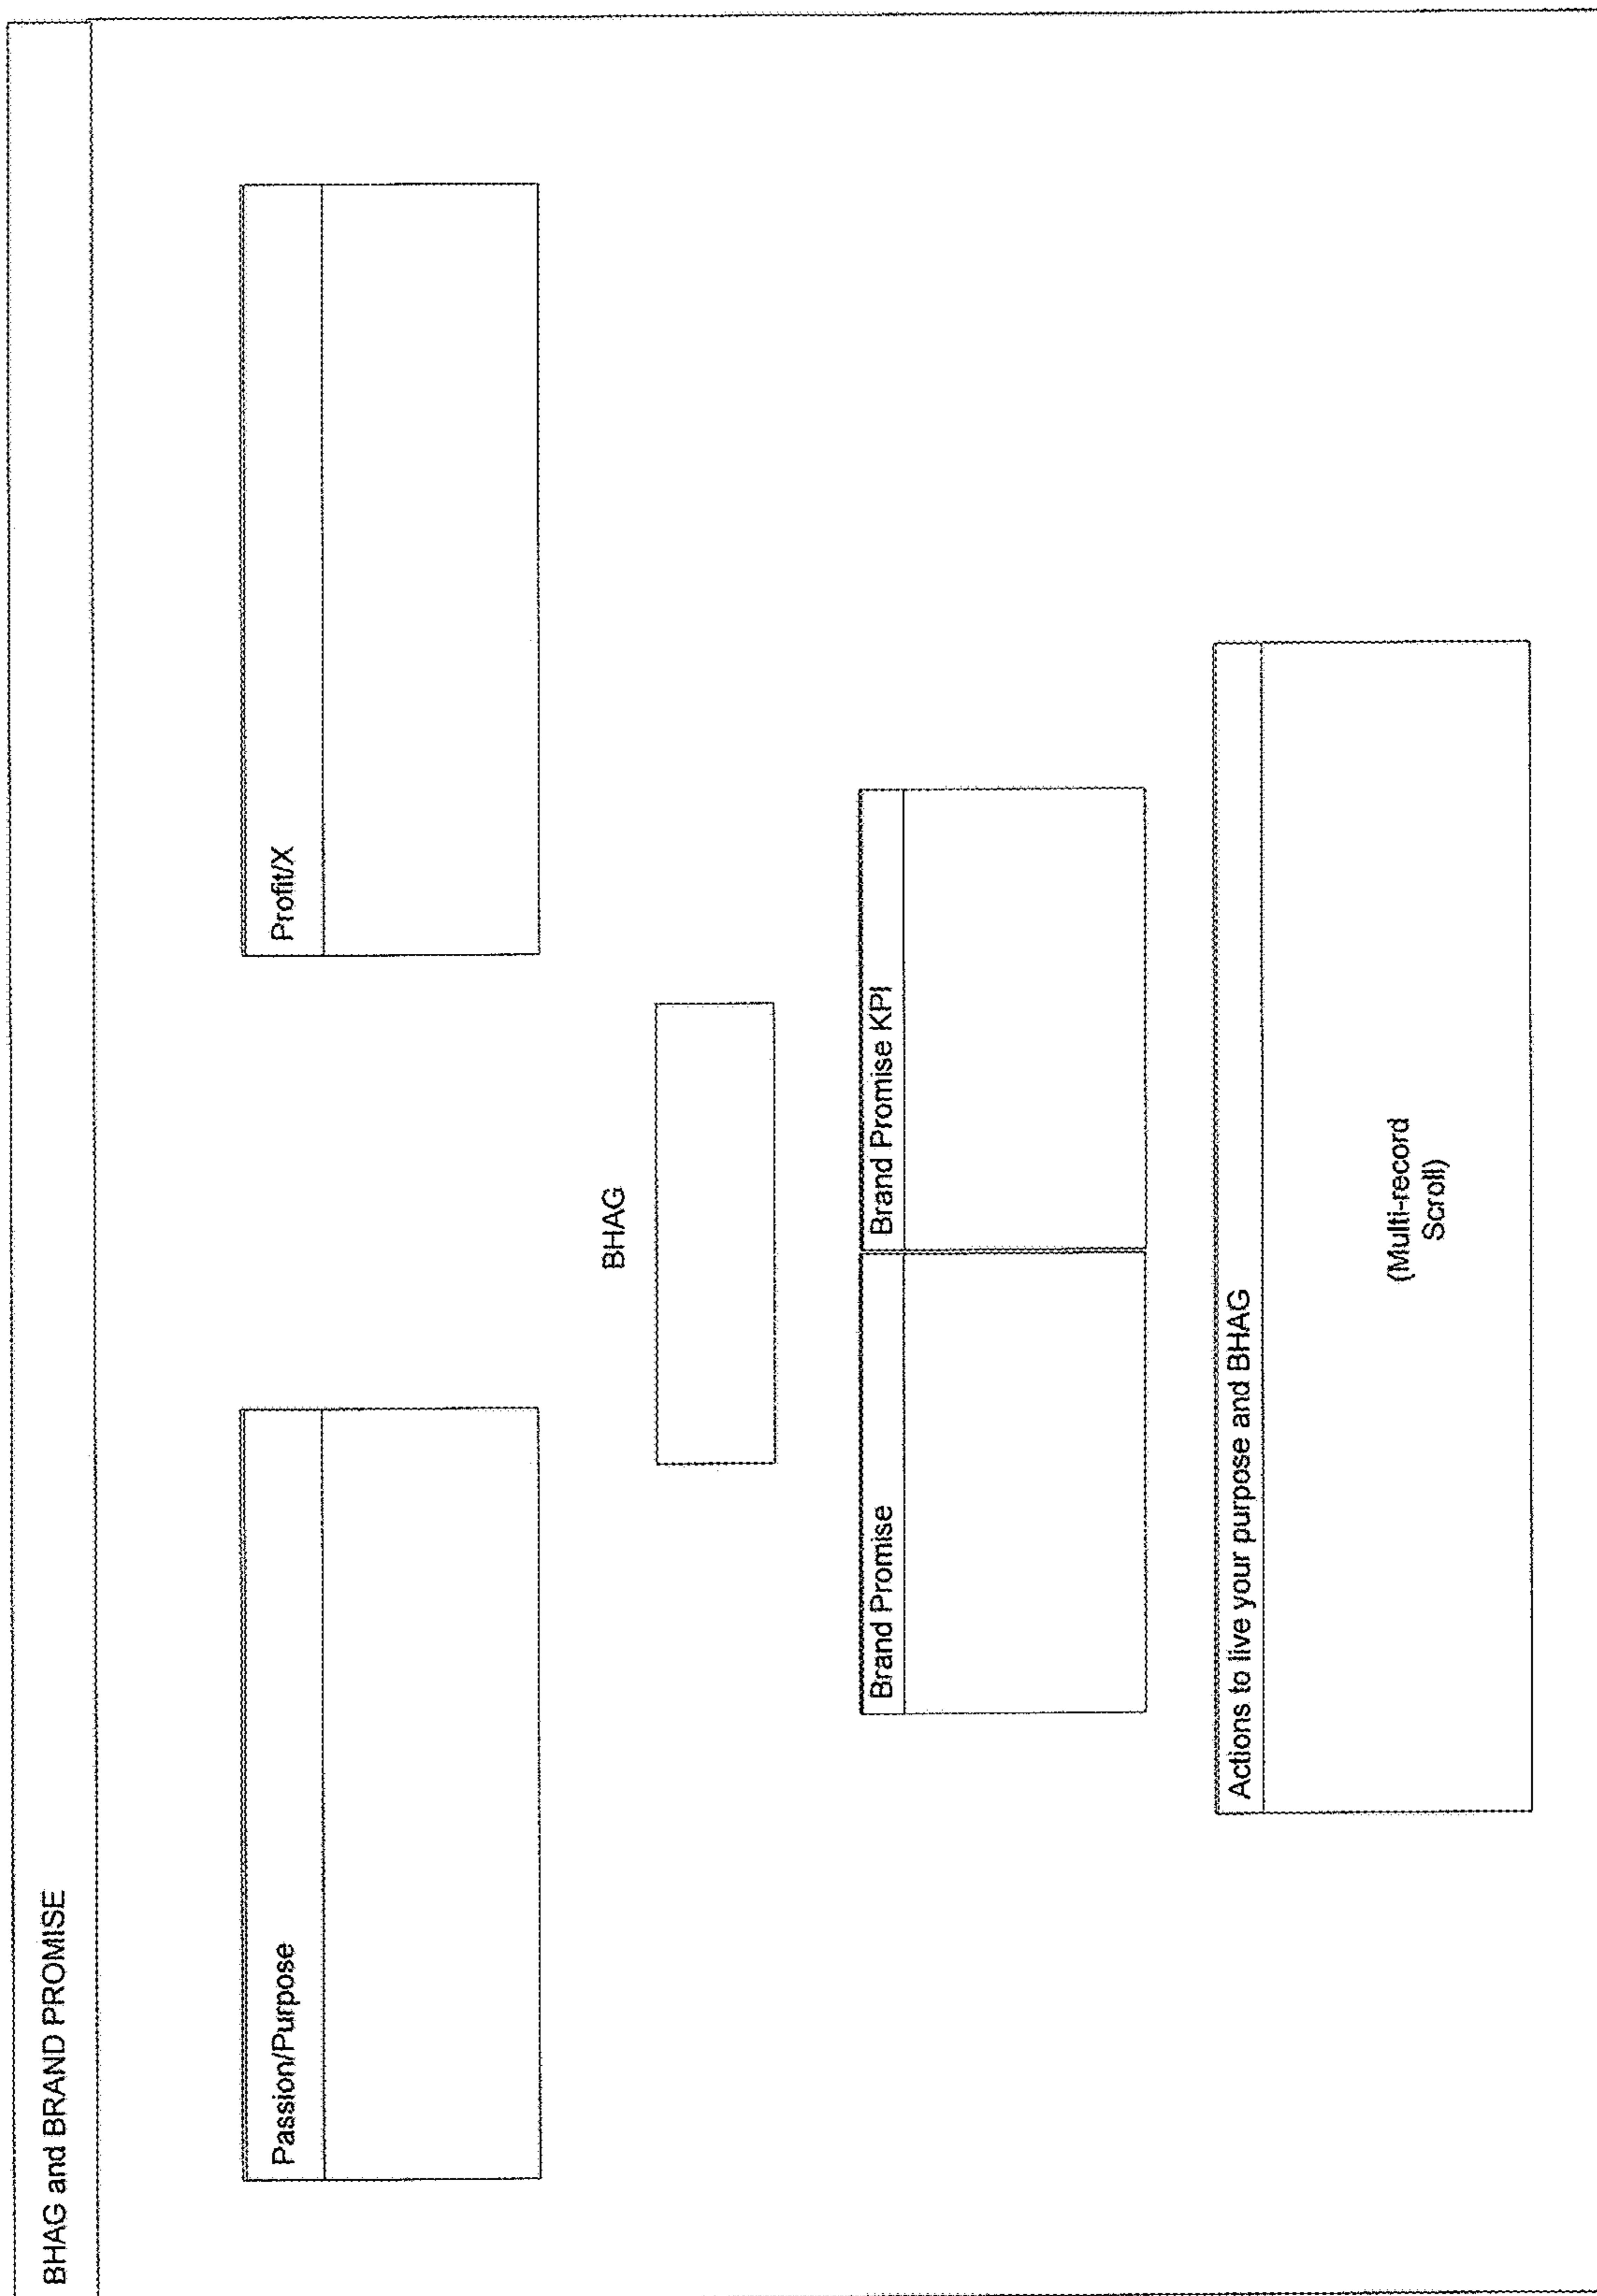 BHAG and BRAND PROMISE
Passion/Purpose
Profit/X
BHAG
Brand Promise
Brand Promise KPI
Actions to live your purpose and BHAG
(Multi-record
Scroll)